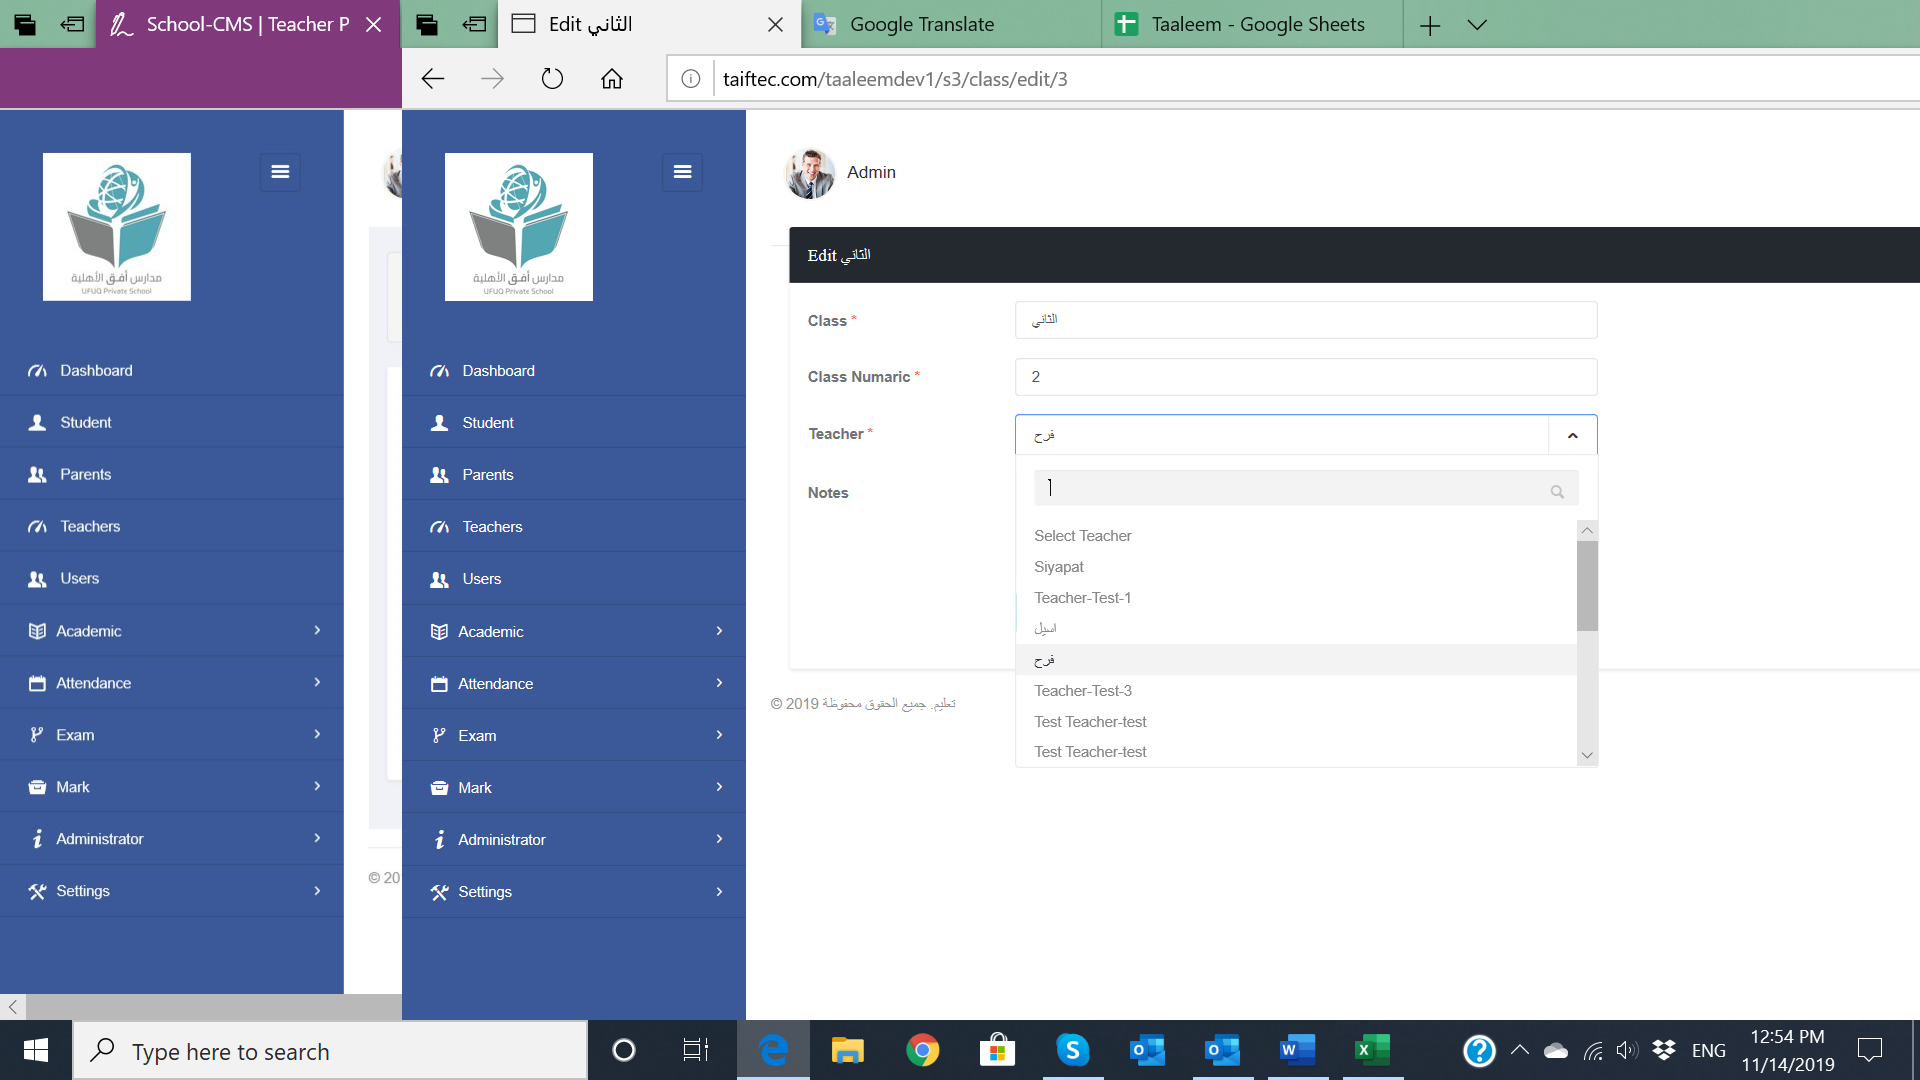 School-CMS | Teacher P
Edit الثاني
Google Translate
Taaleem - Google Sheets
taiftec.com/taaleemdev1/s3/class/edit/3
مدارس أفق الأهلية
UFUQ Private School
Dashboard
Student
Parents
Teachers
Users
Academic
Attendance
Exam
Mark
Administrator
Settings
© 20
مدارس أفق الأهلية
UFUQ Private School
Dashboard
Student
Parents
Teachers
Users
Academic
Attendance
Exam
Mark
Administrator
Settings
Admin
Edit الثاني
Class * الثاني
Class Numaric * 2
Teacher * فرح
Notes
Select Teacher
Siyapat
Teacher-Test-1
اسيل
فرح
Teacher-Test-3
Test Teacher-test
Test Teacher-test
© 2019 تعليم. جميع الحقوق محفوظة
Type here to search
ENG
12:54 PM
11/14/2019